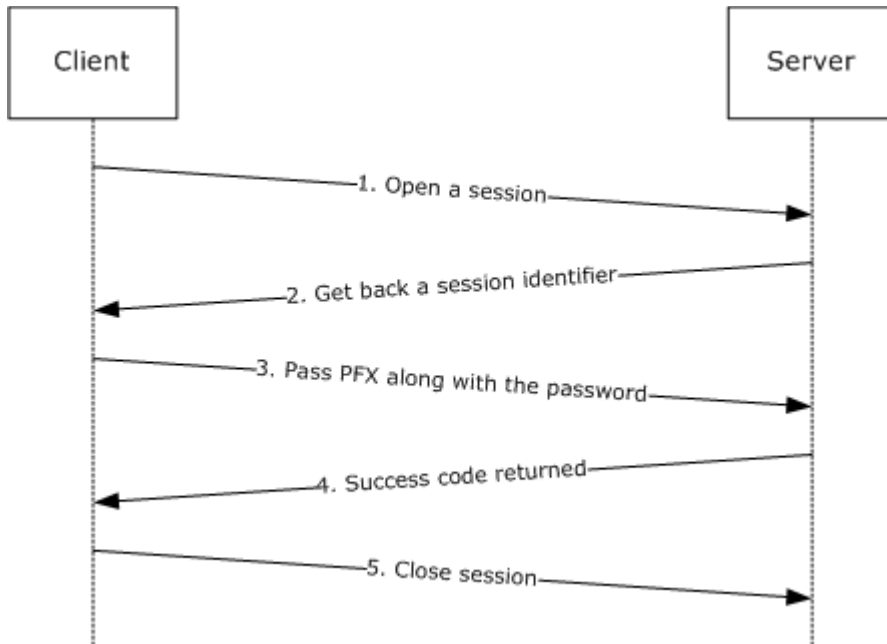 Client
Server
1. Open a session
2. Get back a session identifier
3. Pass PFX along with the password
4. Success code returned
5. Close session